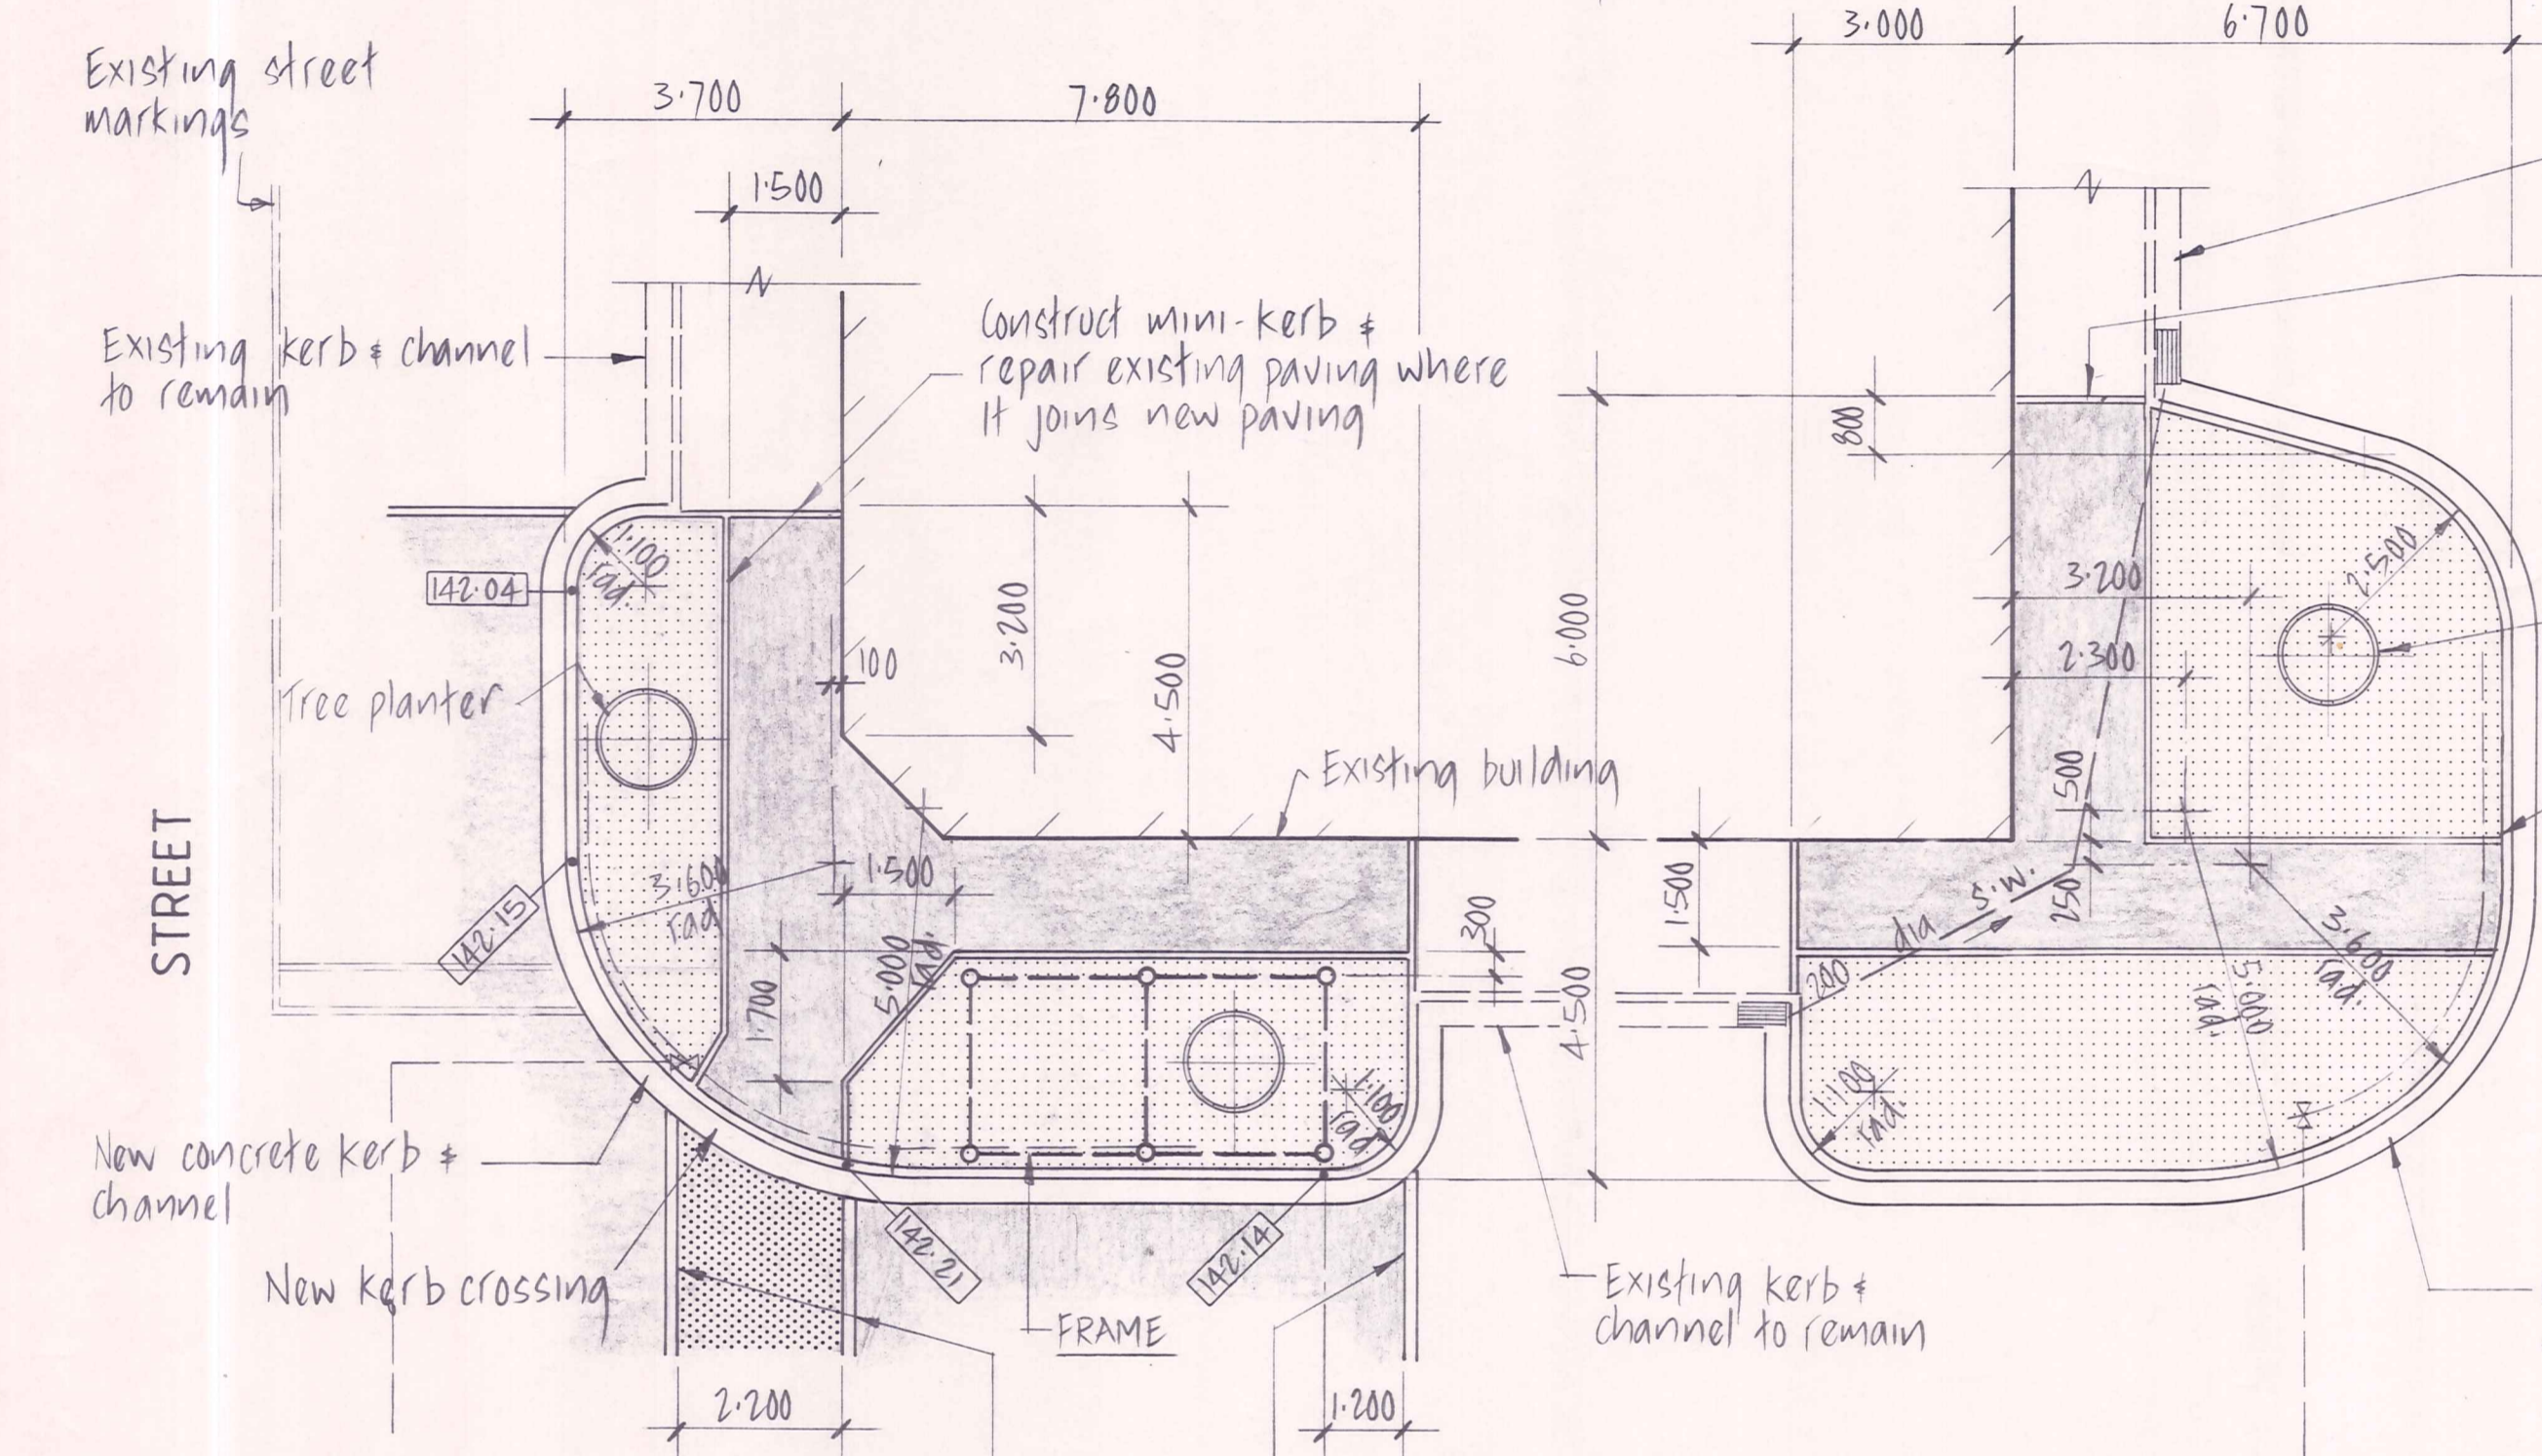 3.000
6.700
Existing street
markings
3.700
7.800
1.500
Existing kerb & channel
to remain
Construct mini-kerb &
repair existing paving where
it joins new paving
800
1.100
rad.
142.04
3.200
4.500
6.000
100
2.500
3.200
2.300
Tree planter
Existing building
500
STREET
3.600
rad.
1.500
142.15
5.000
rad.
300
1.500
250
200 dia S.W.
3.600
rad.
5.000
rad.
1.700
4.500
1.100
rad.
1.100
rad.
New concrete kerb &
channel
142.21
142.14
New kerb crossing
FRAME
Existing kerb &
channel to remain
2.200
1.200